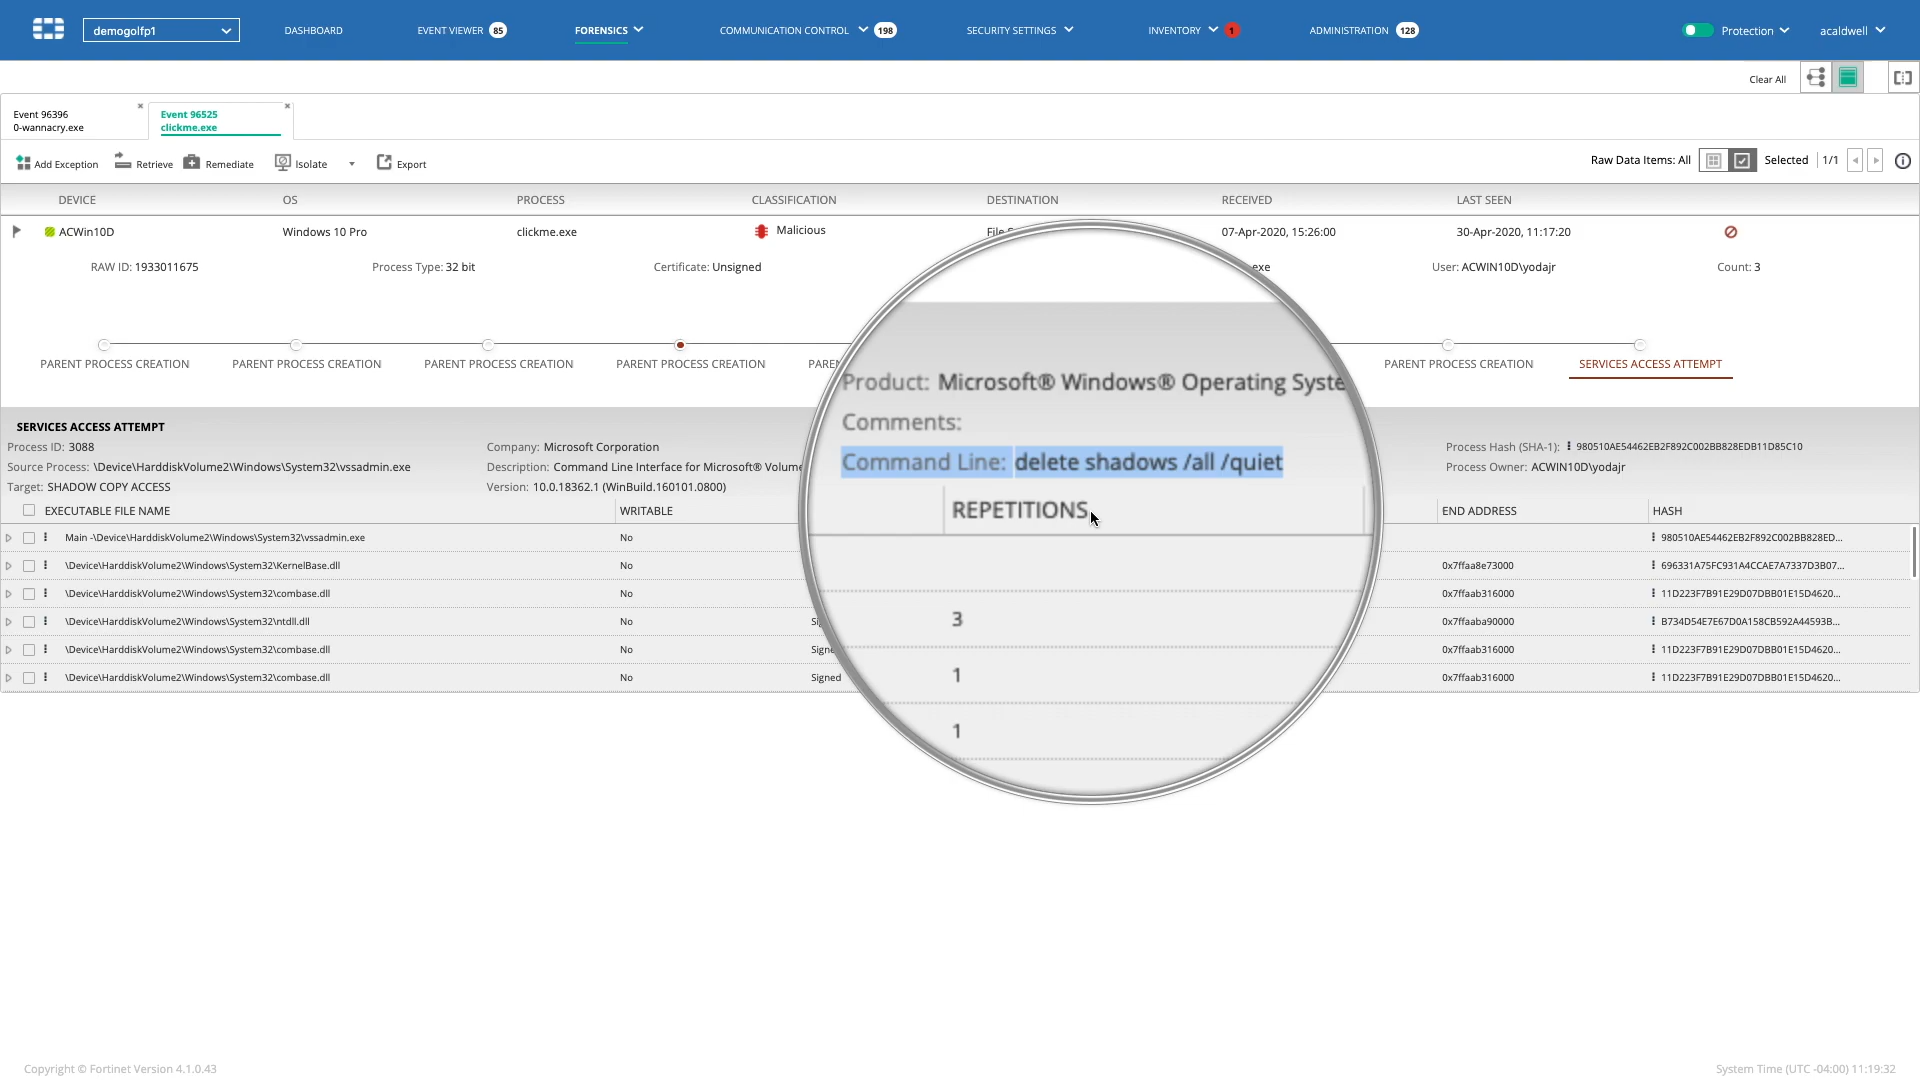 demogolfp1 DASHBOARD EVENT VIEWER 85 FORENSICS COMMUNICATION CONTROL 198 SECURITY SETTINGS INVENTORY 1 ADMINISTRATION 128 Protection acaldwell
Clear All
Event 96396
0-wannacry.exe
Event 96525
clickme.exe
Add Exception Retrieve Remediate Isolate Export Raw Data Items: All Selected 1/1
DEVICE OS PROCESS CLASSIFICATION DESTINATION RECEIVED LAST SEEN
ACWin10D Windows 10 Pro clickme.exe Malicious File 07-Apr-2020, 15:26:00 30-Apr-2020, 11:17:20
RAW ID: 1933011675 Process Type: 32 bit Certificate: Unsigned .exe User: ACWIN10D\yodajr Count: 3
PARENT PROCESS CREATION PARENT PROCESS CREATION PARENT PROCESS CREATION PARENT PROCESS CREATION PAREN PARENT PROCESS CREATION SERVICES ACCESS ATTEMPT
SERVICES ACCESS ATTEMPT
Process ID: 3088 Company: Microsoft Corporation Process Hash (SHA-1): 980510AE54462EB2F892C002BB828EDB11D85C10
Source Process: \Device\HarddiskVolume2\Windows\System32\vssadmin.exe Description: Command Line Interface for Microsoft® Volume Process Owner: ACWIN10D\yodajr
Target: SHADOW COPY ACCESS Version: 10.0.18362.1 (WinBuild.160101.0800)
Product: Microsoft® Windows® Operating Syste
Comments:
Command Line: delete shadows /all /quiet
EXECUTABLE FILE NAME WRITABLE REPETITIONS END ADDRESS HASH
Main -\Device\HarddiskVolume2\Windows\System32\vssadmin.exe No 980510AE54462EB2F892C002BB828ED...
\Device\HarddiskVolume2\Windows\System32\KernelBase.dll No 0x7ffaa8e73000 696331A75FC931A4CCAE7A7337D3B07...
\Device\HarddiskVolume2\Windows\System32\combase.dll No 0x7ffaab316000 11D223F7B91E29D07DBB01E15D4620...
\Device\HarddiskVolume2\Windows\System32\ntdll.dll No 3 0x7ffaaba90000 B734D54E7E67D0A158CB592A44593B...
\Device\HarddiskVolume2\Windows\System32\combase.dll No Signe 0x7ffaab316000 11D223F7B91E29D07DBB01E15D4620...
\Device\HarddiskVolume2\Windows\System32\combase.dll No Signed 1 0x7ffaab316000 11D223F7B91E29D07DBB01E15D4620...
1
Copyright © Fortinet Version 4.1.0.43 System Time (UTC -04:00) 11:19:32